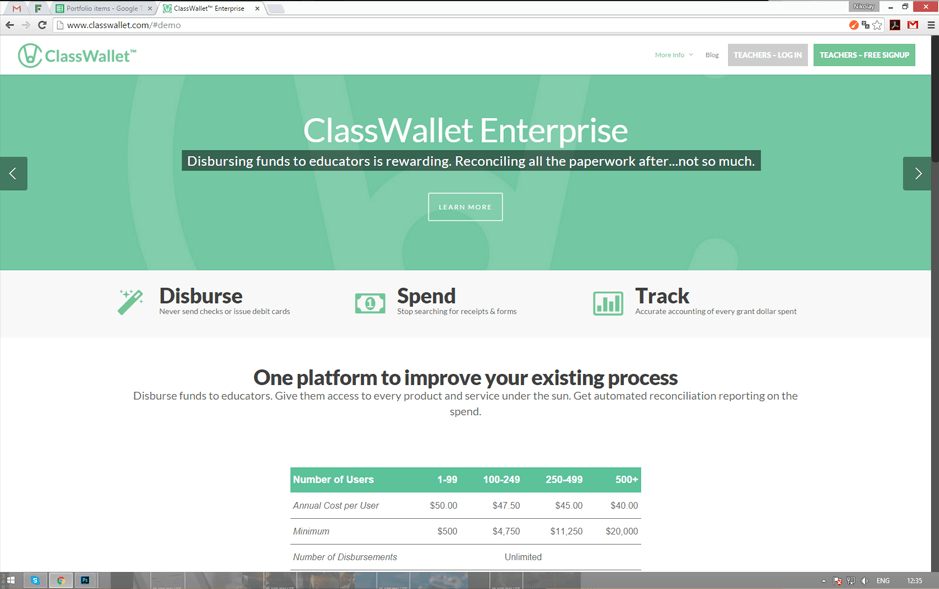 Nikolay
Portfolio items - Google
ClassWallet™ Enterprise
www.classwallet.com/#demo
ClassWallet™
More Info
Blog
TEACHERS – LOG IN
TEACHERS – FREE SIGNUP
ClassWallet Enterprise
Disbursing funds to educators is rewarding. Reconciling all the paperwork after...not so much.
LEARN MORE
Disburse
Never send checks or issue debit cards
Spend
Stop searching for receipts & forms
Track
Accurate accounting of every grant dollar spent
One platform to improve your existing process
Disburse funds to educators. Give them access to every product and service under the sun. Get automated reconciliation reporting on the
spend.
Number of Users 1-99 100-249 250-499 500+
Annual Cost per User $50.00 $47.50 $45.00 $40.00
Minimum $500 $4,750 $11,250 $20,000
Number of Disbursements Unlimited
ENG 12:35